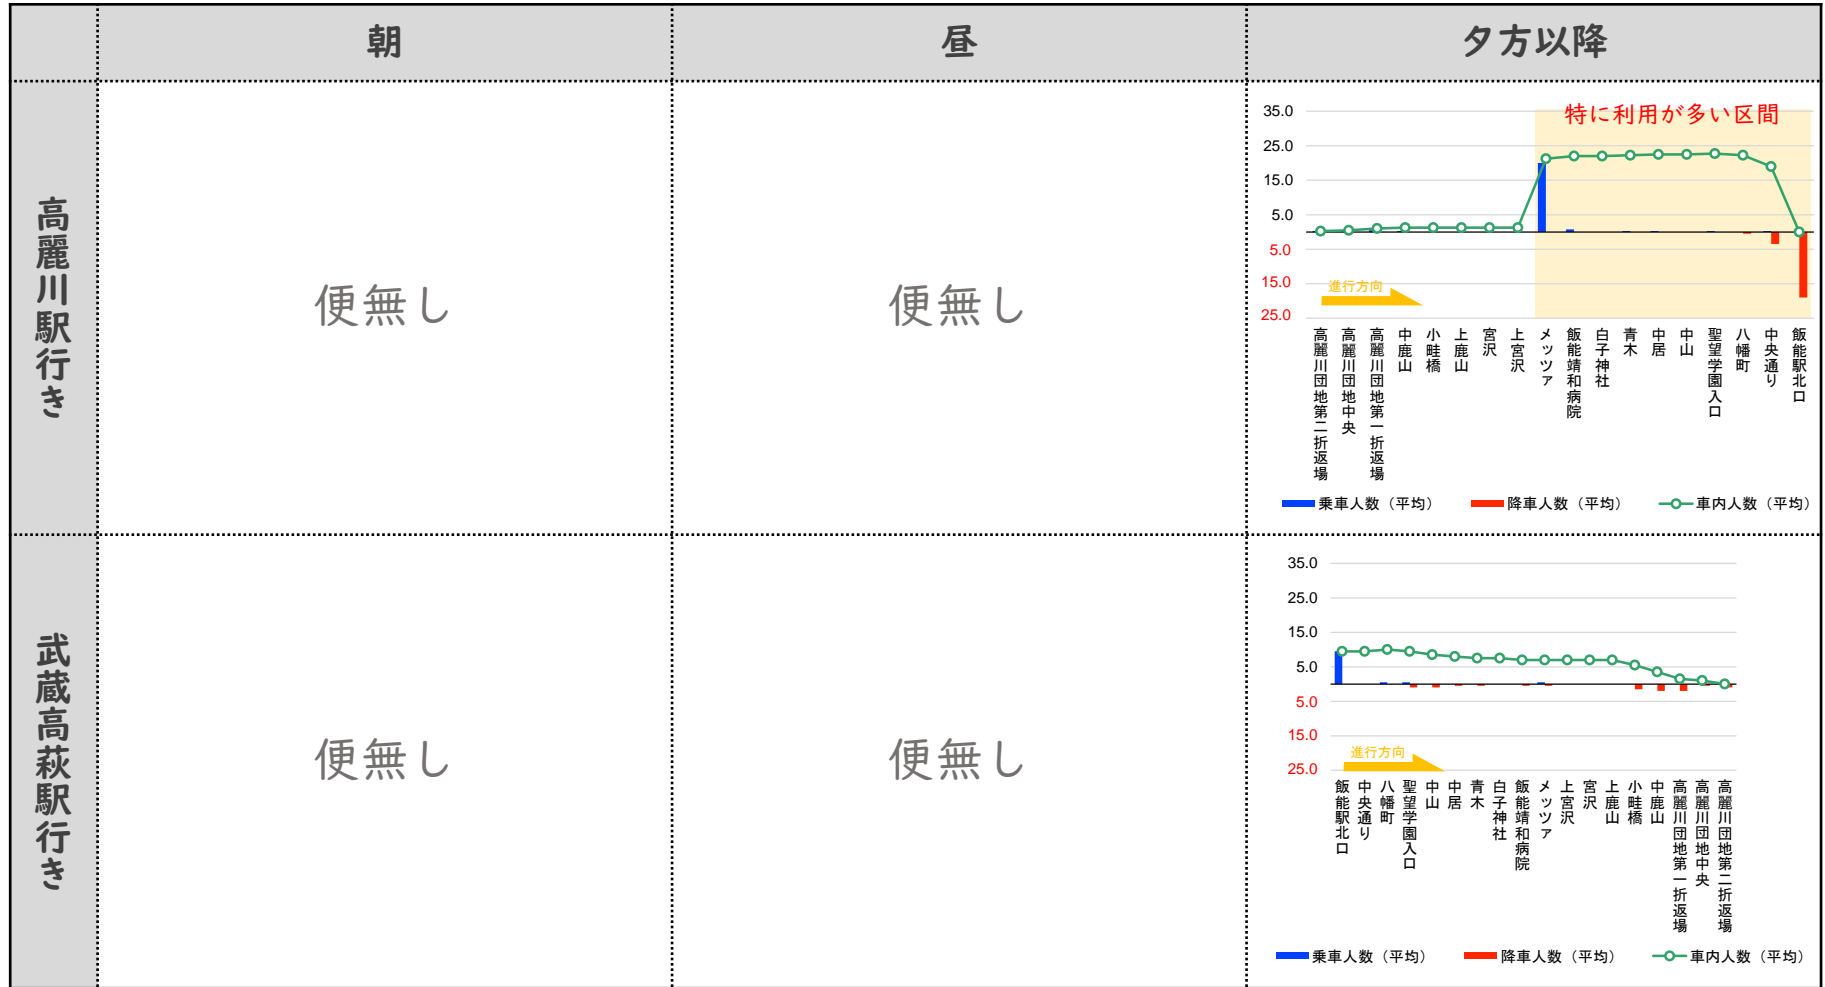 朝
昼
夕方以降
高麗川駅行き
便無し
便無し
特に利用が多い区間
35.0
25.0
15.0
5.0
5.0
15.0
25.0
進行方向
高麗川団地第二折返場
高麗川団地中央
高麗川団地第一折返場
中鹿山
小畦橋
上鹿山
宮沢
上宮沢
メッツァ
飯能靖和病院
白子神社
青木
中居
中山
聖望学園入口
八幡町
中央通り
飯能駅北口
乗車人数（平均）
降車人数（平均）
車内人数（平均）
武蔵高萩駅行き
便無し
便無し
35.0
25.0
15.0
5.0
5.0
15.0
25.0
進行方向
飯能駅北口
中央通り
八幡町
聖望学園入口
中山
中居
青木
白子神社
飯能靖和病院
メッツァ
上宮沢
宮沢
上鹿山
小畦橋
中鹿山
高麗川団地第一折返場
高麗川団地中央
高麗川団地第二折返場
乗車人数（平均）
降車人数（平均）
車内人数（平均）